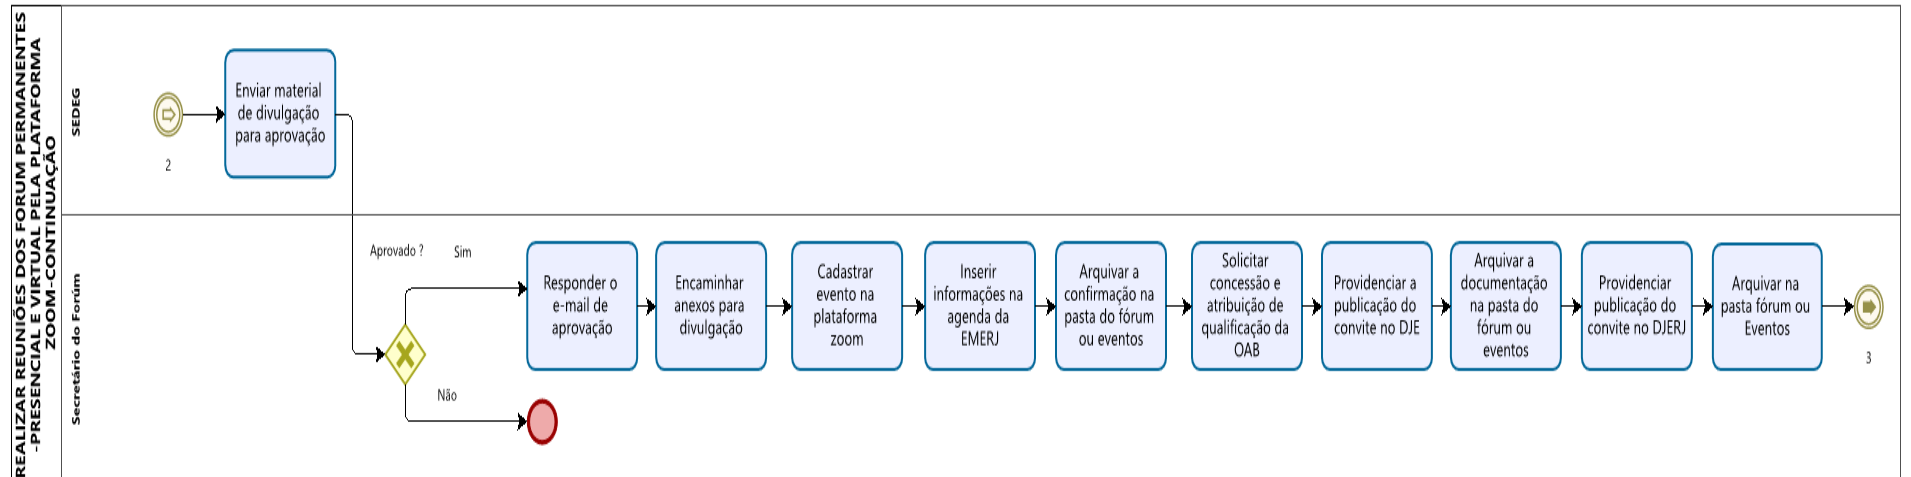 REALIZAR REUNIÕES DOS FORUM PERMANENTES
-PRESENCIAL E VIRTUAL PELA PLATAFORMA
ZOOM-CONTINUAÇÃO
SEDEG
2
Enviar material
de divulgação
para aprovação
Secretário do Forúm
Aprovado ?
Sim
Não
Responder o
e-mail de
aprovação
Encaminhar
anexos para
divulgação
Cadastrar
evento na
plataforma
zoom
Inserir
informações na
agenda da
EMERJ
Arquivar a
confirmação na
pasta do fórum
ou eventos
Solicitar
concessão e
atribuição de
qualificação da
OAB
Providenciar a
publicação do
convite no DJE
Arquivar a
documentação
na pasta do
fórum ou
eventos
Providenciar
publicação do
convite no DJERJ
Arquivar na
pasta fórum ou
Eventos
3